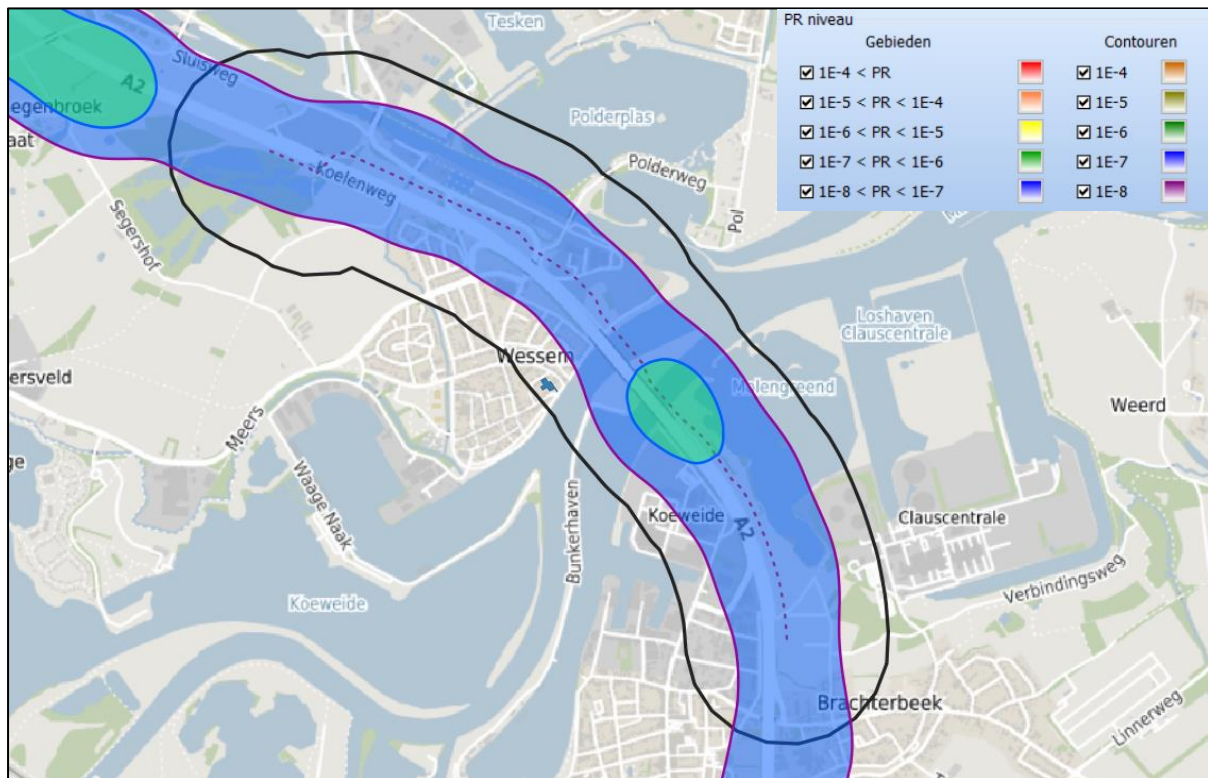 PR niveau
Gebieden Contouren
1E-4 < PR 1E-4
1E-5 < PR < 1E-4 1E-5
1E-6 < PR < 1E-5 1E-6
1E-7 < PR < 1E-6 1E-7
1E-8 < PR < 1E-7 1E-8
Tesken
Sluisweg
A2
egenbroek
aat
Polderplas
Koelenweg
Polderweg
Pol
Segershof
Loshaven
Clauscentrale
Wessem
ersveld
Molengreend
Weerd
Meers
ge
Waage Naak
Koeweide
A2
Clauscentrale
Bunkerhaven
Verbindingsweg
Koeweide
Brachterbeek
Linnerweg